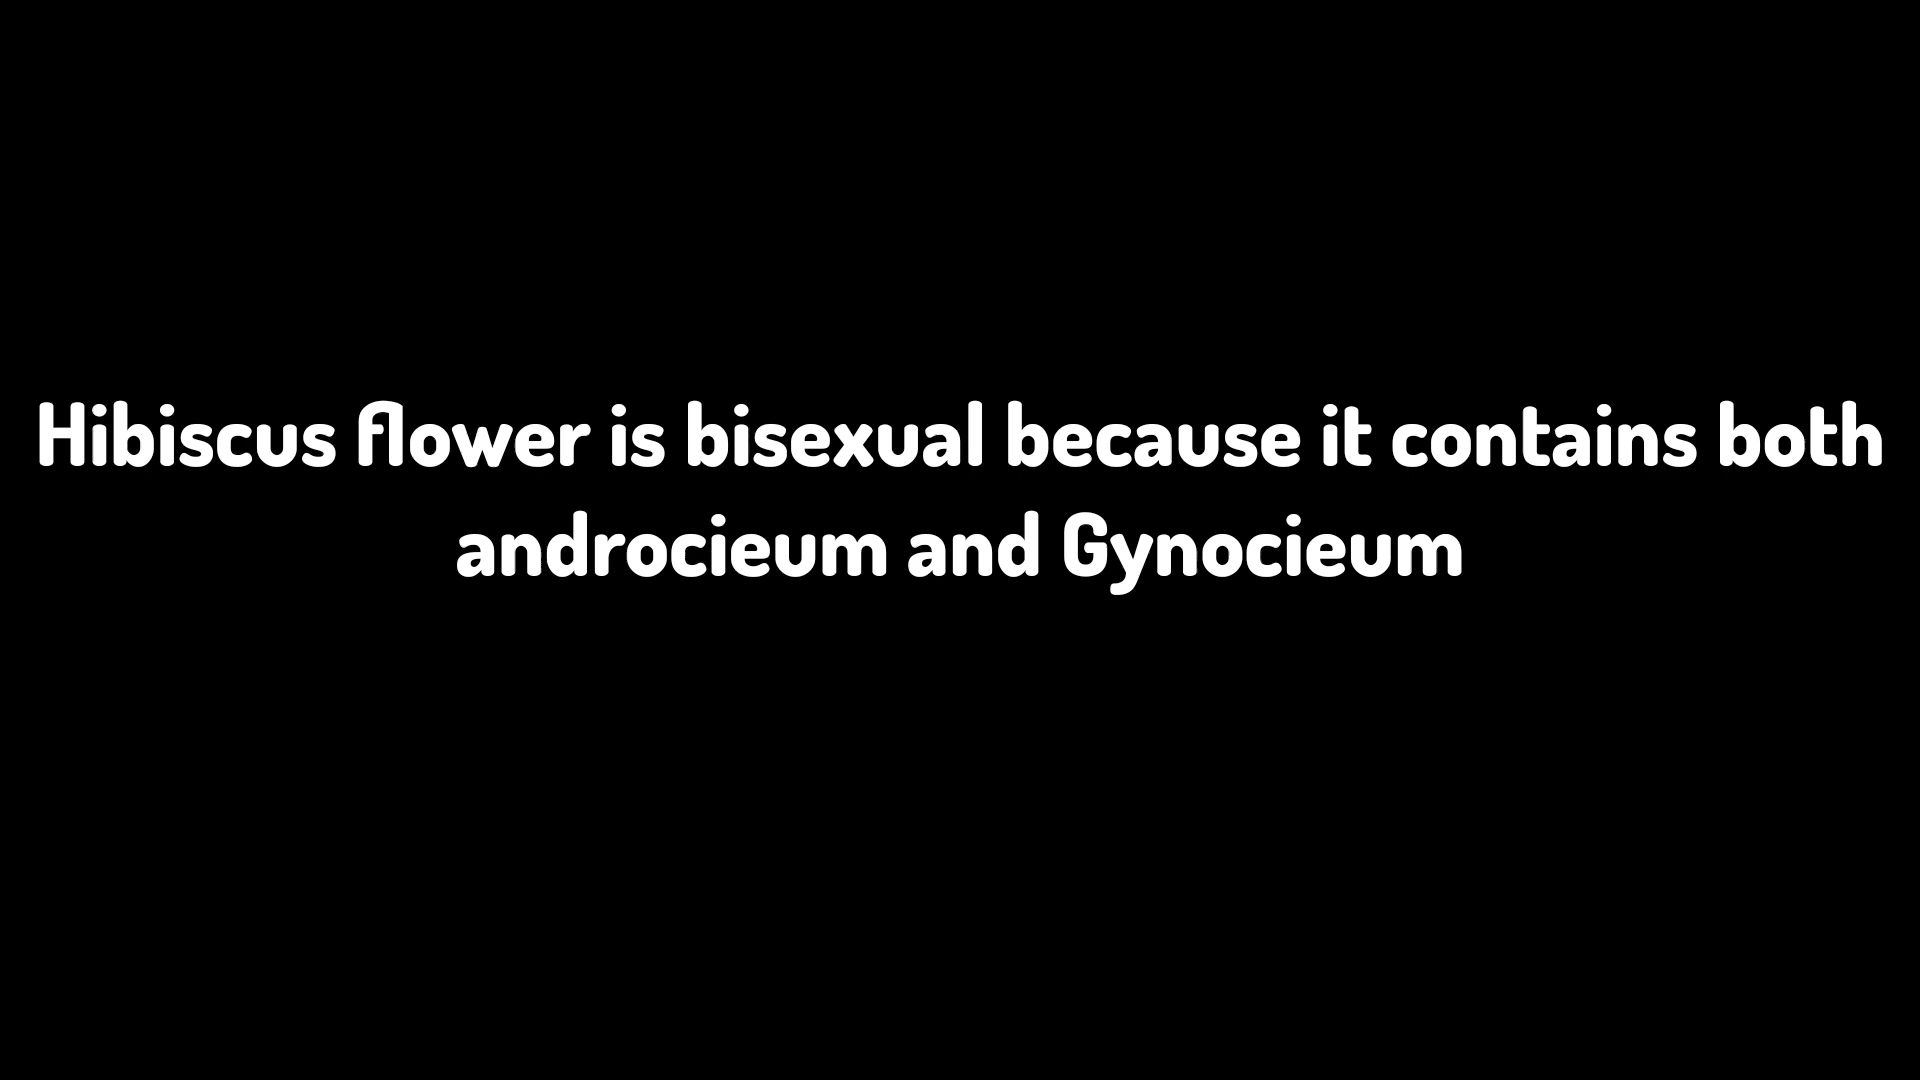 Hibiscus flower is bisexual because it contains both
androcieum and Gynocieum